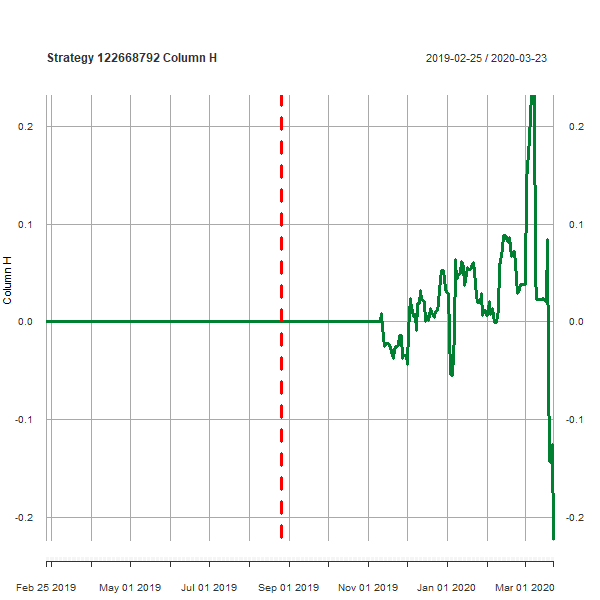 Strategy 122668792 Column H
2019-02-25 / 2020-03-23
0.2 0.2
0.1 0.1
Column H
0.0 0.0
-0.1 -0.1
-0.2 -0.2
Feb 25 2019 May 01 2019 Jul 01 2019 Sep 01 2019 Nov 01 2019 Jan 01 2020 Mar 01 2020